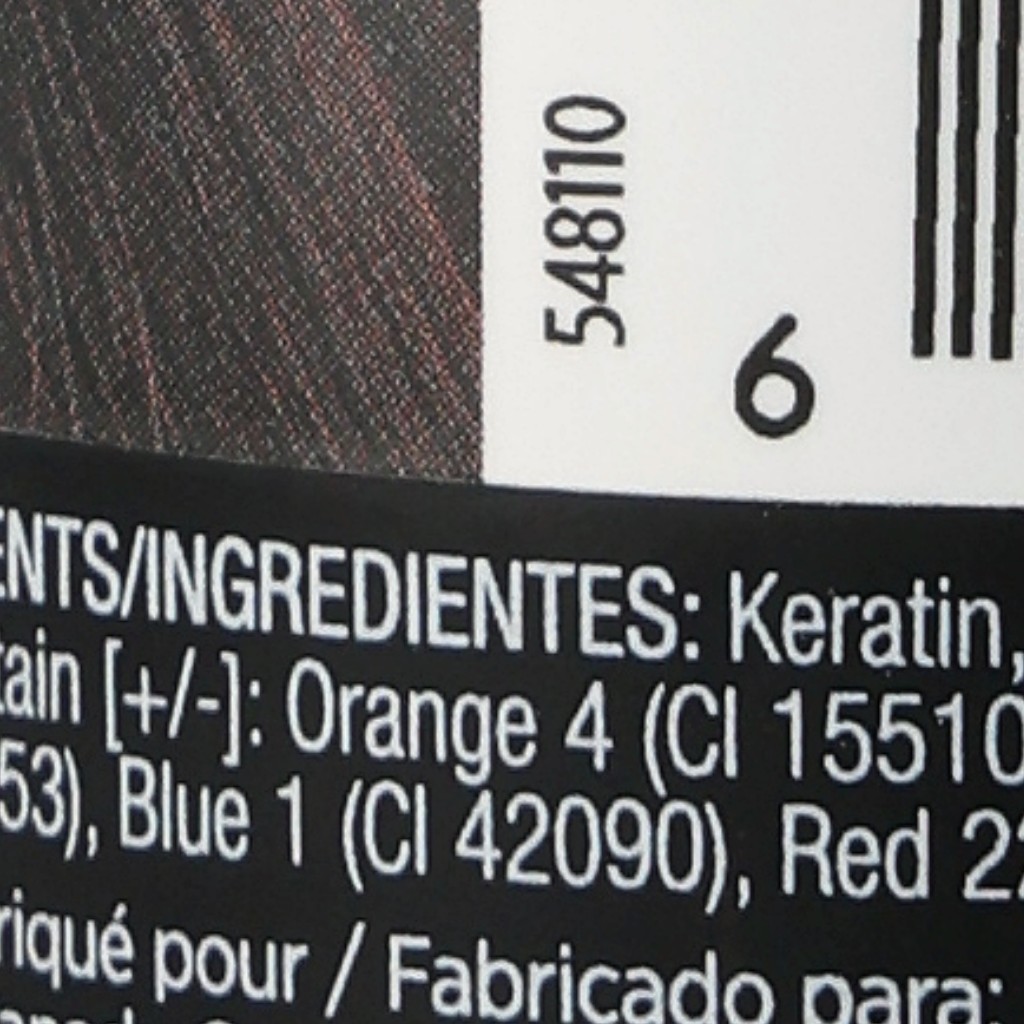 548110
6
ENTS/INGREDIENTES: Keratin,
tain [+/-]: Orange 4 (CI 15510
53), Blue 1 (CI 42090), Red 22
riqué pour / Fabricado para: